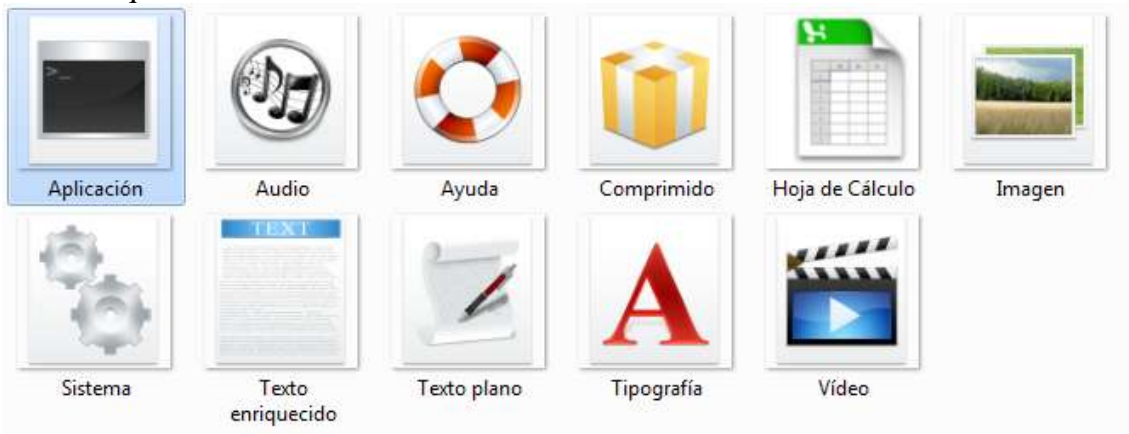 >_
Aplicación
Audio
Ayuda
Comprimido
Hoja de Cálculo
Imagen
TEXT
A
Sistema
Texto
enriquecido
Texto plano
Tipografía
Vídeo